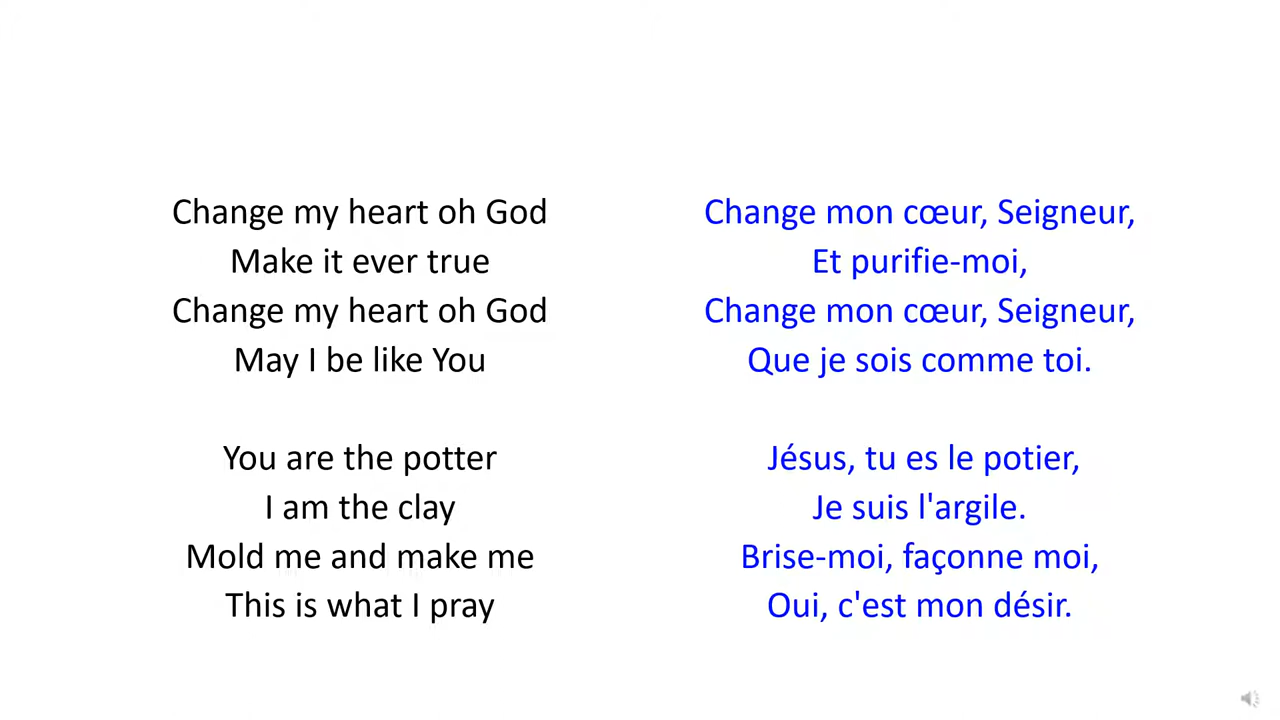 Change my heart oh God
Make it ever true
Change my heart oh God
May I be like You
You are the potter
I am the clay
Mold me and make me
This is what I pray
Change mon cœur, Seigneur,
Et purifie-moi,
Change mon cœur, Seigneur,
Que je sois comme toi.
Jésus, tu es le potier,
Je suis l'argile.
Brise-moi, façonne moi,
Oui, c'est mon désir.